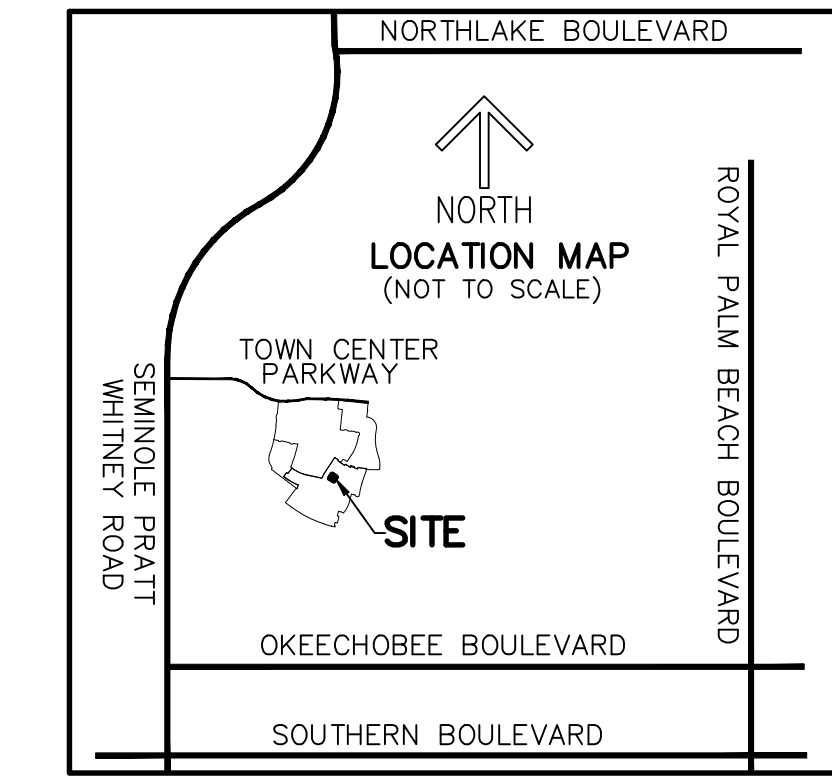 NORTHLAKE BOULEVARD
NORTH
LOCATION MAP
(NOT TO SCALE)
ROYAL PALM BEACH BOULEVARD
TOWN CENTER
PARKWAY
SEMINOLE PRATT
WHITNEY ROAD
SITE
OKEECHOBEE BOULEVARD
SOUTHERN BOULEVARD